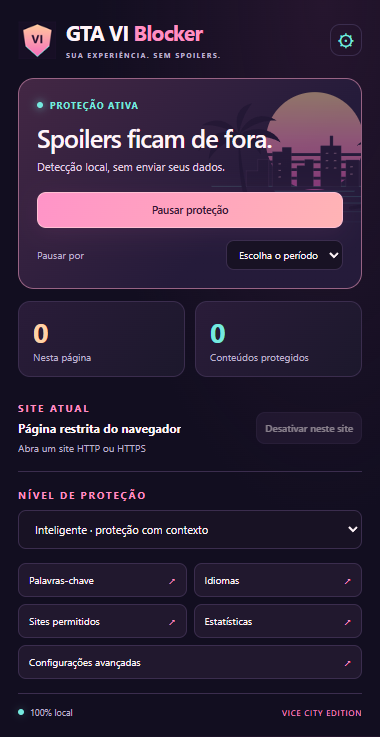 VI
GTA VI Blocker
SUA EXPERIÊNCIA. SEM SPOILERS.
PROTEÇÃO ATIVA
Spoilers ficam de fora.
Detecção local, sem enviar seus dados.
Pausar proteção
Pausar por
Escolha o período
0
Nesta página
0
Conteúdos protegidos
SITE ATUAL
Página restrita do navegador
Abra um site HTTP ou HTTPS
Desativar neste site
NÍVEL DE PROTEÇÃO
Inteligente · proteção com contexto
Palavras-chave ↗
Idiomas ↗
Sites permitidos ↗
Estatísticas ↗
Configurações avançadas ↗
100% local
VICE CITY EDITION